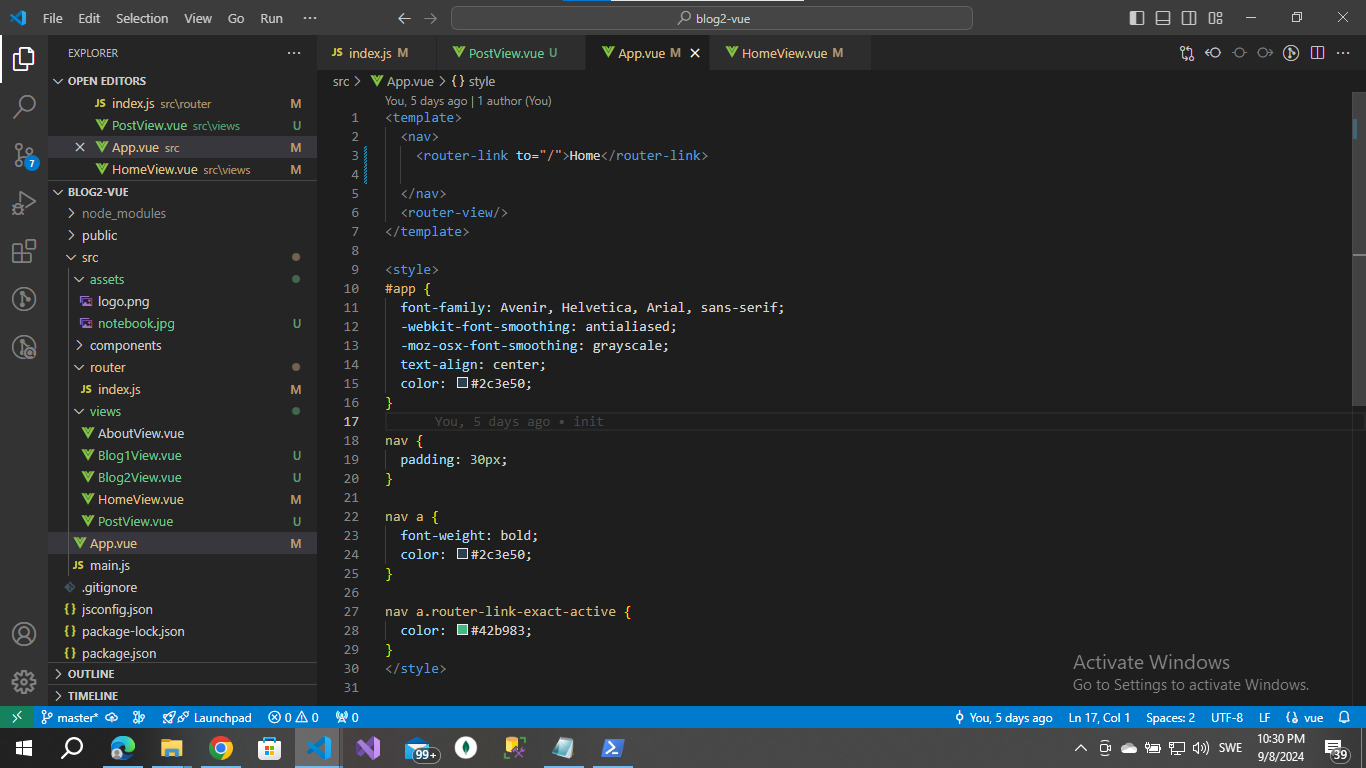 File Edit Selection View Go Run ··· blog2-vue
EXPLORER ···
OPEN EDITORS
JS index.js src\router M
PostView.vue src\views U
App.vue src M
HomeView.vue src\views M
BLOG2-VUE
node_modules
public
src
assets
logo.png
notebook.jpg U
components
router
JS index.js M
views
AboutView.vue
Blog1View.vue U
Blog2View.vue U
HomeView.vue M
PostView.vue U
App.vue M
JS main.js
.gitignore
{} jsconfig.json
{} package-lock.json
{} package.json
OUTLINE
TIMELINE
7
JS index.js M PostView.vue U App.vue M HomeView.vue M
src > App.vue > {} style
You, 5 days ago | 1 author (You)
1 <template>
2 <nav>
3 <router-link to="/">Home</router-link>
4
5 </nav>
6 <router-view/>
7 </template>
8
9 <style>
10 #app {
11 font-family: Avenir, Helvetica, Arial, sans-serif;
12 -webkit-font-smoothing: antialiased;
13 -moz-osx-font-smoothing: grayscale;
14 text-align: center;
15 color: #2c3e50;
16 }
17 You, 5 days ago • init
18 nav {
19 padding: 30px;
20 }
21
22 nav a {
23 font-weight: bold;
24 color: #2c3e50;
25 }
26
27 nav a.router-link-exact-active {
28 color: #42b983;
29 }
30 </style>
31
Activate Windows
Go to Settings to activate Windows.
master* Launchpad 0 0 0 You, 5 days ago Ln 17, Col 1 Spaces: 2 UTF-8 LF vue
99+ SWE 10:30 PM
9/8/2024 39